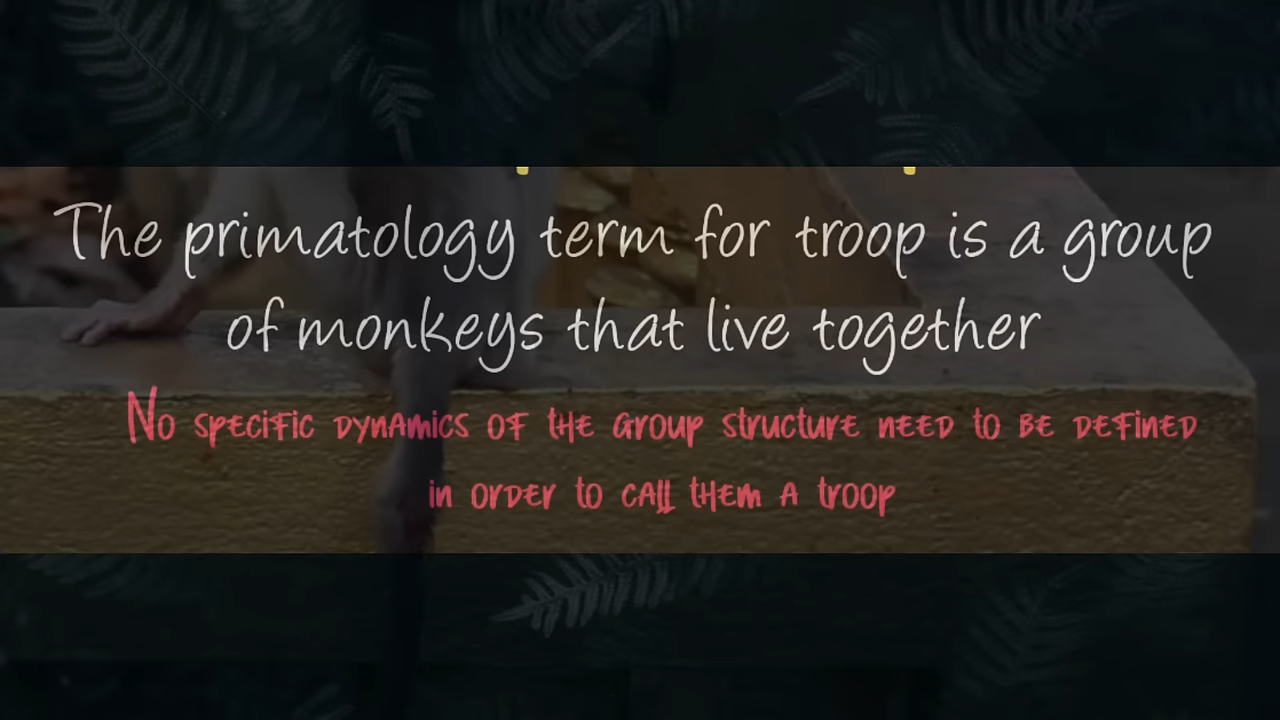 The primatology term for troop is a group
of monkeys that live together
No specific dynamics of the group structure need to be defined
in order to call them a troop